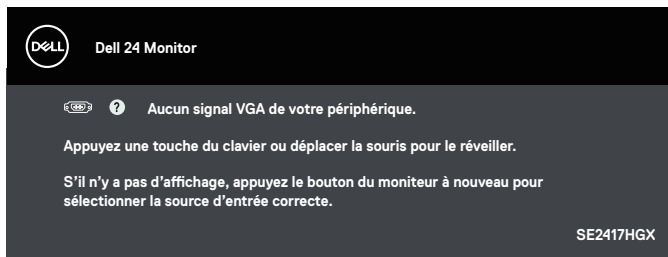 DELL
Dell 24 Monitor
? Aucun signal VGA de votre périphérique.
Appuyez une touche du clavier ou déplacer la souris pour le réveiller.
S'il n'y a pas d'affichage, appuyez le bouton du moniteur à nouveau pour
sélectionner la source d'entrée correcte.
SE2417HGX